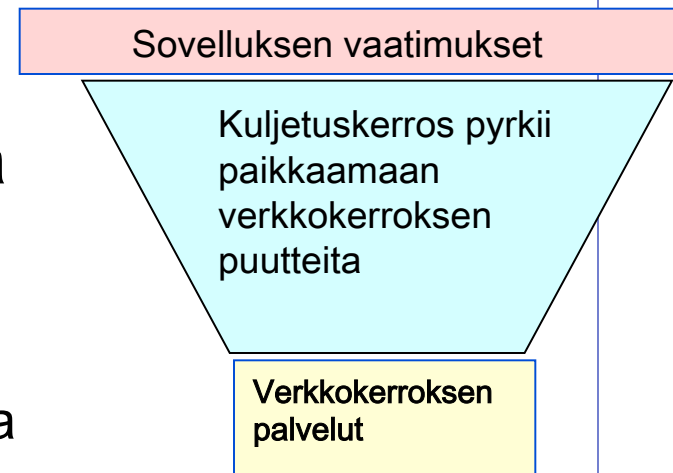 Sovelluksen vaatimukset
Kuljetuskerros pyrkii
paikkaamaan
verkkokerroksen
puutteita
Verkkokerroksen
palvelut